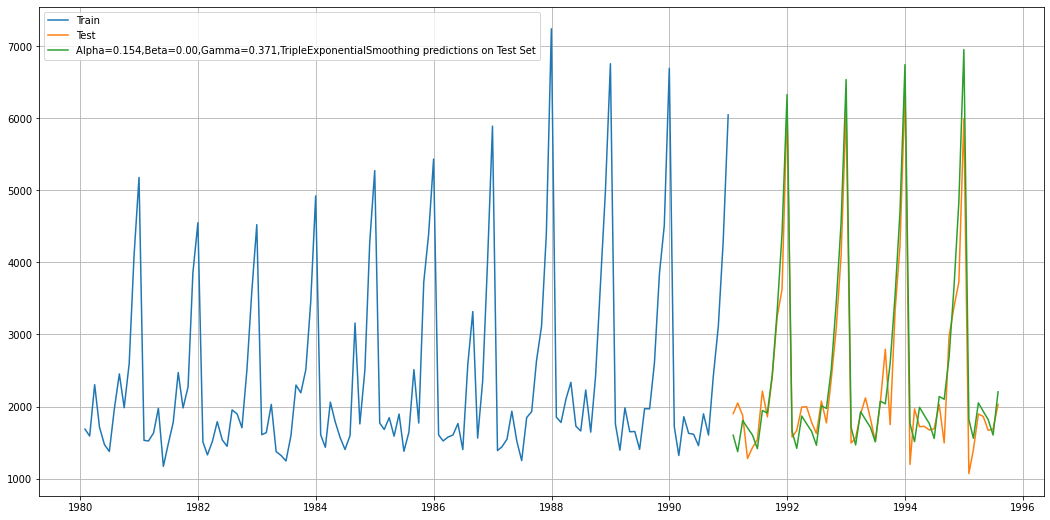 Train
Test
Alpha=0.154,Beta=0.00,Gamma=0.371,TripleExponentialSmoothing predictions on Test Set
7000
6000
5000
4000
3000
2000
1000
1980 1982 1984 1986 1988 1990 1992 1994 1996